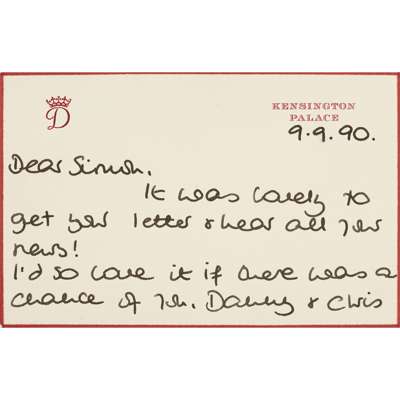 D
KENSINGTON
PALACE
9.9.90.
Dear Simon,
It was lovely to
get your letter & hear all your
news!
I'd so love it if there was a
chance of you, Danny & Chris